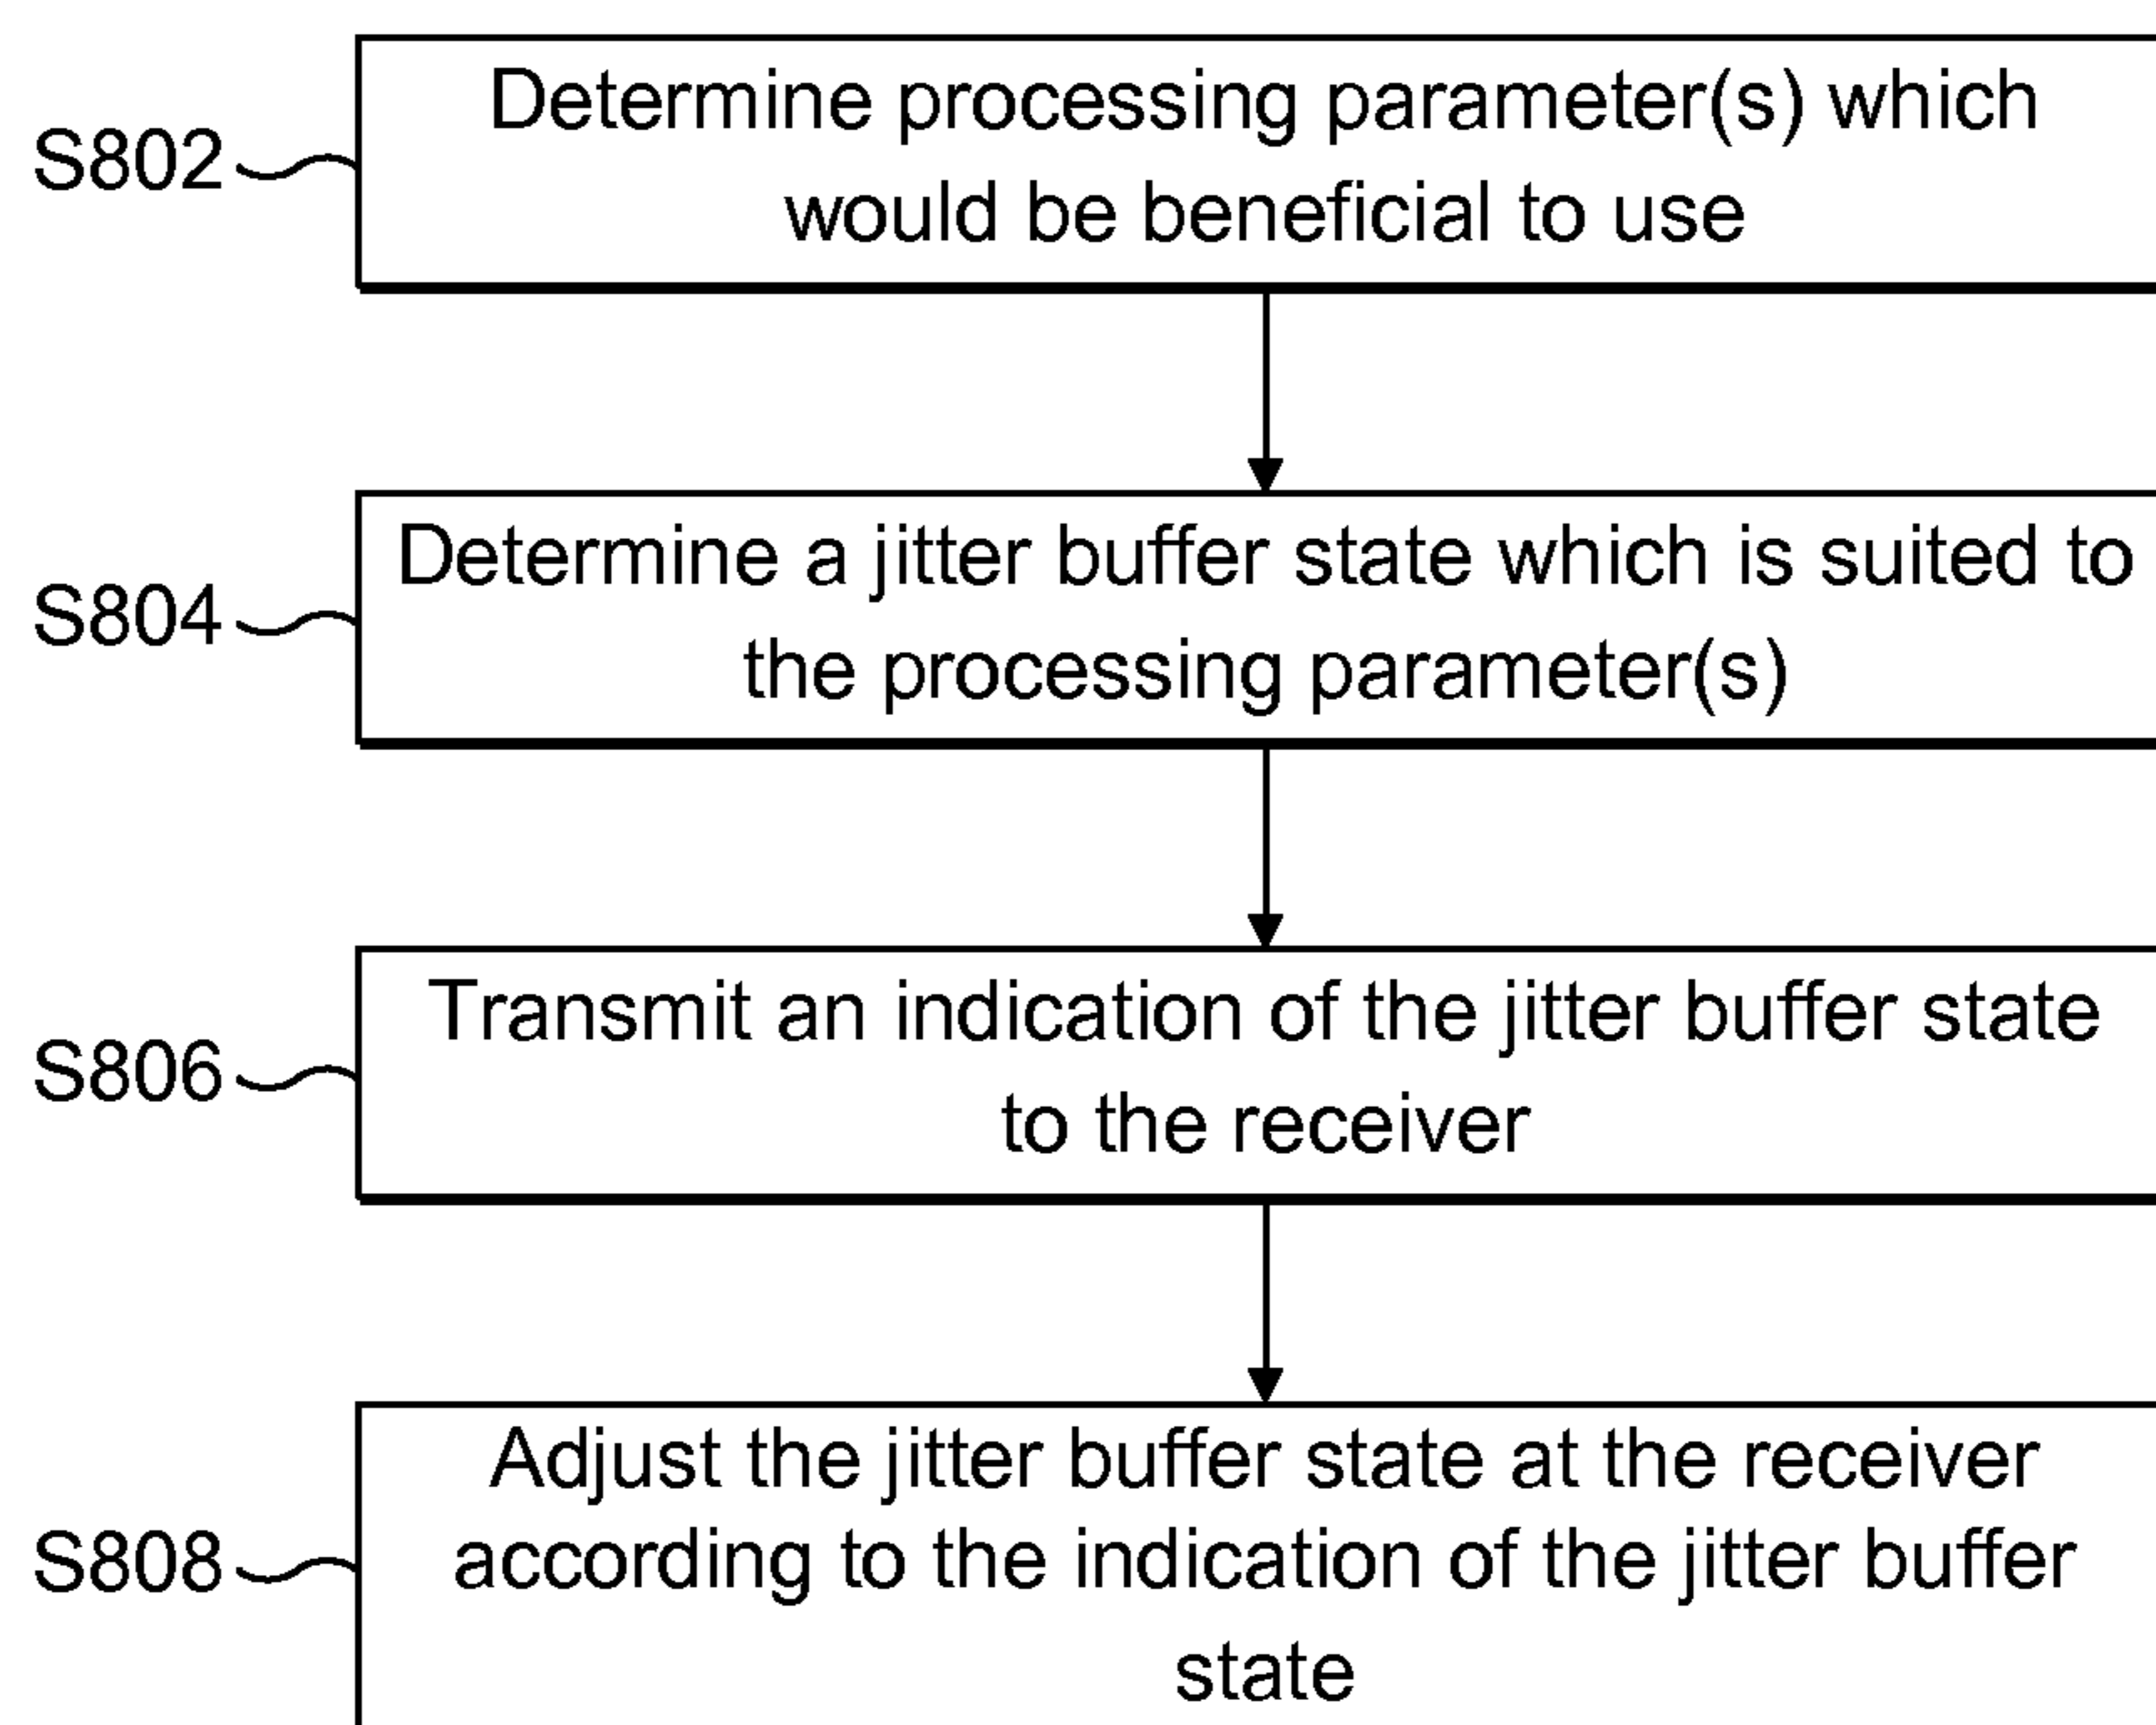 Determine processing parameter(s) which
S802
would be beneficial to use
Determine a jitter buffer state which is suited to
S804
the processing parameter(s)
Transmit an indication of the jitter buffer state
S806
to the receiver
Adjust the jitter buffer state at the receiver
S808
according to the indication of the jitter buffer
state